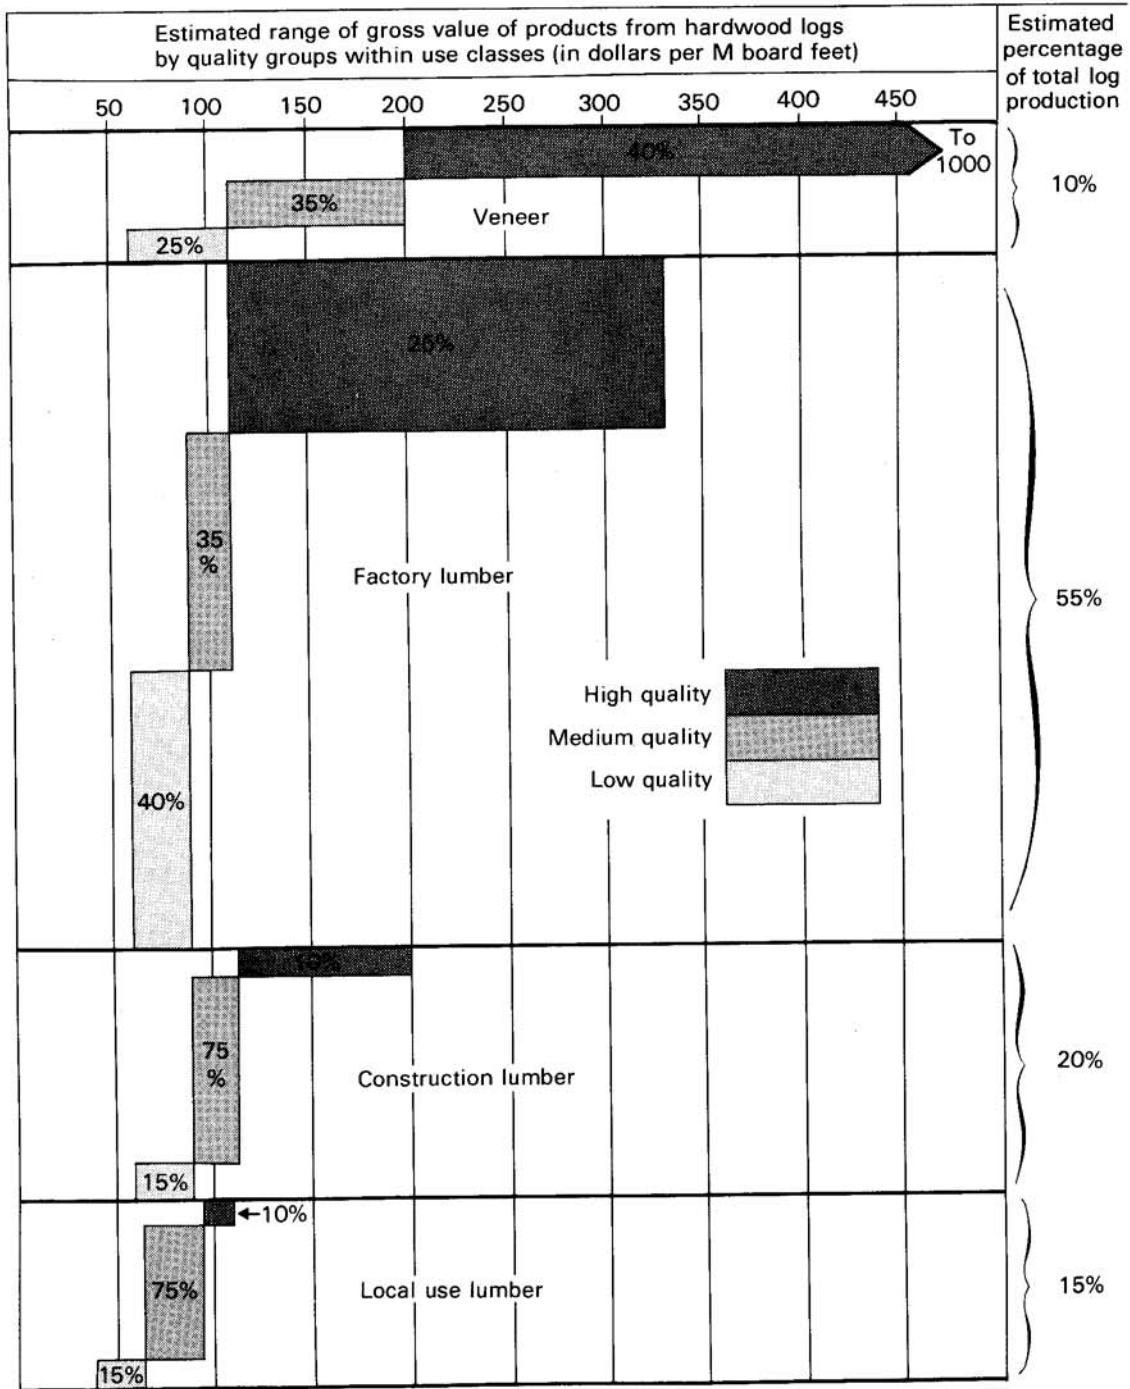 Estimated range of gross value of products from hardwood logs
by quality groups within use classes (in dollars per M board feet)
Estimated
percentage
of total log
production
50 100 150 200 250 300 350 400 450
40%
To
1000
10%
35%
Veneer
25%
25%
35
%
Factory lumber
55%
High quality
Medium quality
Low quality
40%
10%
75
%
Construction lumber
20%
15%
10%
75%
Local use lumber
15%
15%